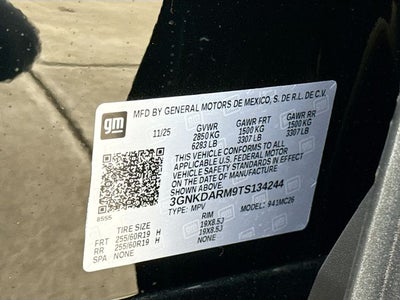 gm
MFD BY GENERAL MOTORS DE MEXICO, S. DE R.L. DE C.V.
11/25 GVWR GAWR FRT GAWR RR
2850 KG 1500 KG 1500 KG
6283 LB 3307 LB 3307 LB
THIS VEHICLE CONFORMS TO ALL
APPLICABLE U.S. FEDERAL MOTOR
VEHICLE SAFETY STANDARDS IN
EFFECT ON THE DATE OF MANUFACTURE
SHOWN ABOVE.
3GNKDARM9TS134244
TYPE: MPV MODEL: 941MC26
TIRE SIZE RIM
FRT 255/60R19 H 19X8.5J
RR 255/60R19 H 19X8.5J
SPA NONE NONE